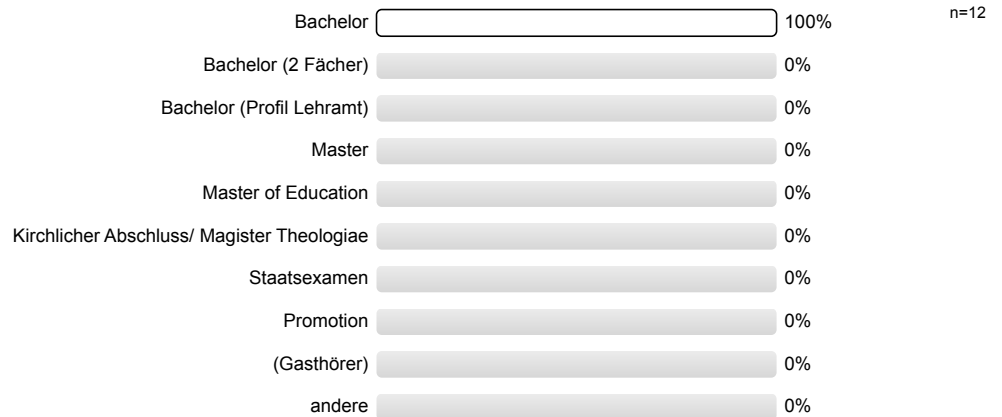 Bachelor 100% n=12
Bachelor (2 Fächer) 0%
Bachelor (Profil Lehramt) 0%
Master 0%
Master of Education 0%
Kirchlicher Abschluss/ Magister Theologiae 0%
Staatsexamen 0%
Promotion 0%
(Gasthörer) 0%
andere 0%